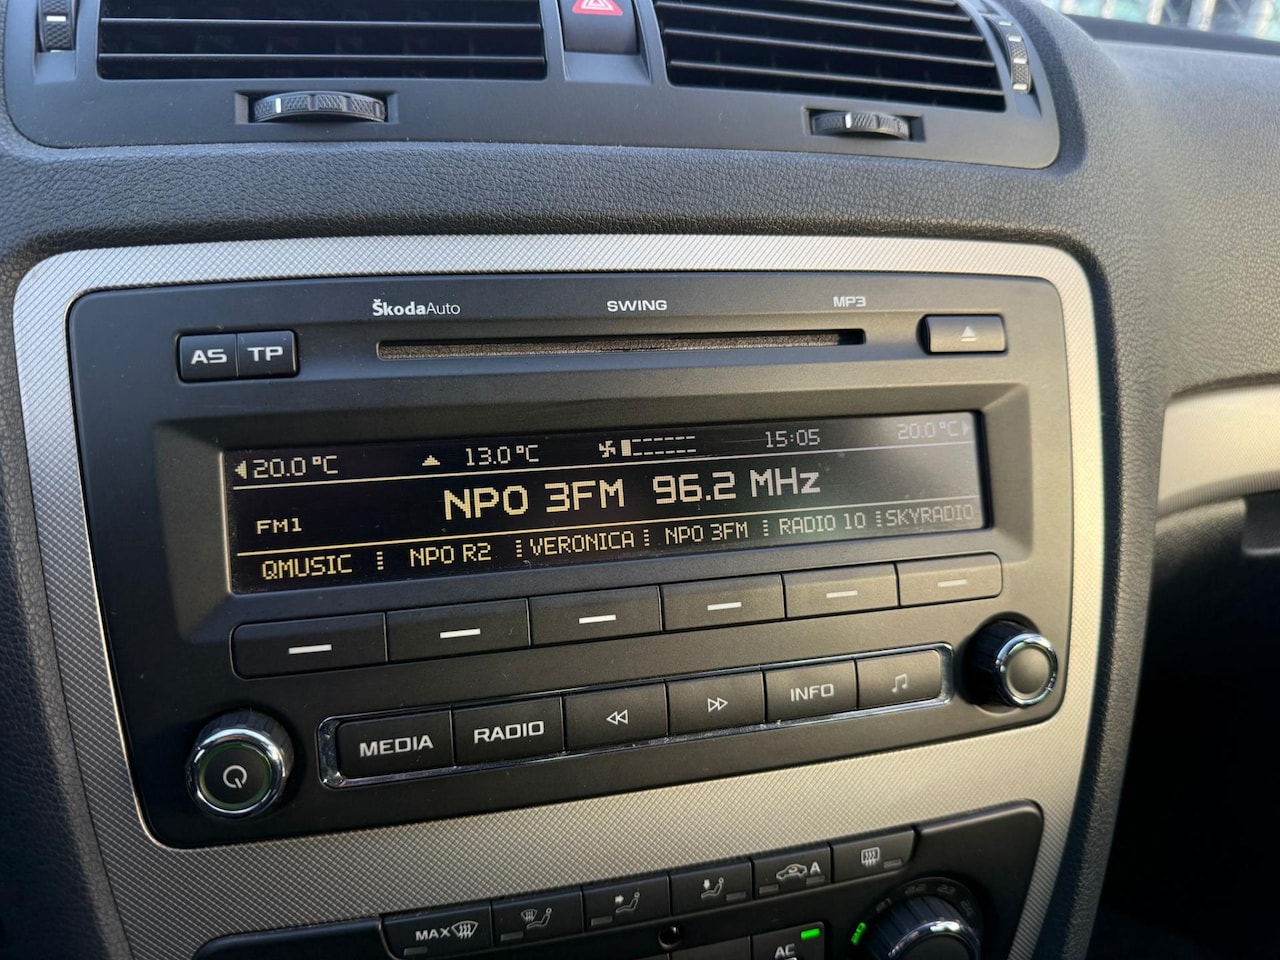 ŠkodaAuto SWING MP3
AS TP
20.0°C 13.0°C 15:05 20.0°C
NPO 3FM 96.2 MHz
FM1
QMUSIC NPO R2 VERONICA NPO 3FM RADIO 10 SKYRADIO
MEDIA RADIO INFO
A
MAX
AC